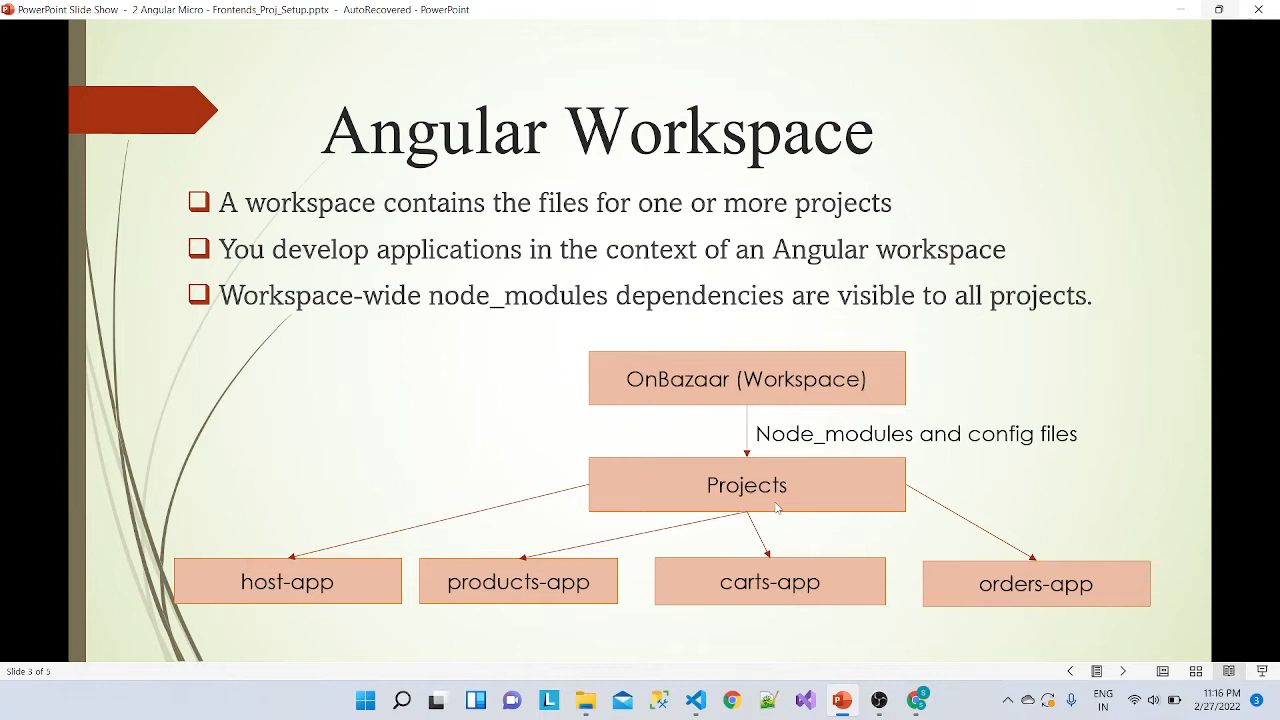 PowerPoint Slide Show - 2 Angular Micro - Frontends_Proj_Setup.pptx - AutoRecovered - PowerPoint
Angular Workspace
A workspace contains the files for one or more projects
You develop applications in the context of an Angular workspace
Workspace-wide node_modules dependencies are visible to all projects.
OnBazaar (Workspace)
Node_modules and config files
Projects
host-app
products-app
carts-app
orders-app
Slide 3 of 5
ENG
IN
11:16 PM
2/27/2022
3